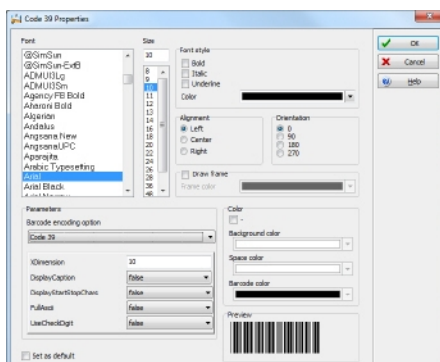 Code 39 Properties
Font
@SimSun
@SimSun-ExtB
ADMUI3Lg
ADMUI3Sm
Agency FB Bold
Aharoni Bold
Algerian
Andalus
Angsana New
AngsanaUPC
Aparajita
Arabic Typesetting
Arial
Arial Black
Size
10
8
9
10
11
12
13
14
16
18
20
22
24
26
28
36
48
Font style
Bold
Italic
Underline
Color
Alignment
Left
Center
Right
Orientation
0
90
180
270
Draw frame
Frame color
OK
Cancel
Help
Parameters
Barcode encoding option
Code 39
XDimension
10
DisplayCaption
false
DisplayStartStopChars
false
FullAscii
false
UseCheckDigit
false
Color
-
Background color
Space color
Barcode color
Preview
Set as default